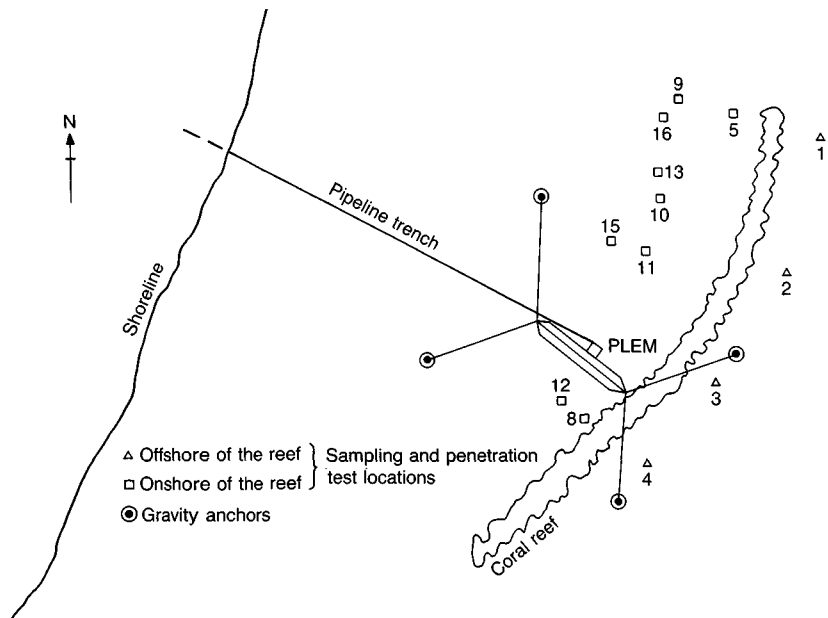 N
9
16
5
1
13
10
15
11
2
Pipeline trench
Shoreline
PLEM
3
12
8
4
Offshore of the reef
Onshore of the reef
Sampling and penetration
test locations
Gravity anchors
Coral reef